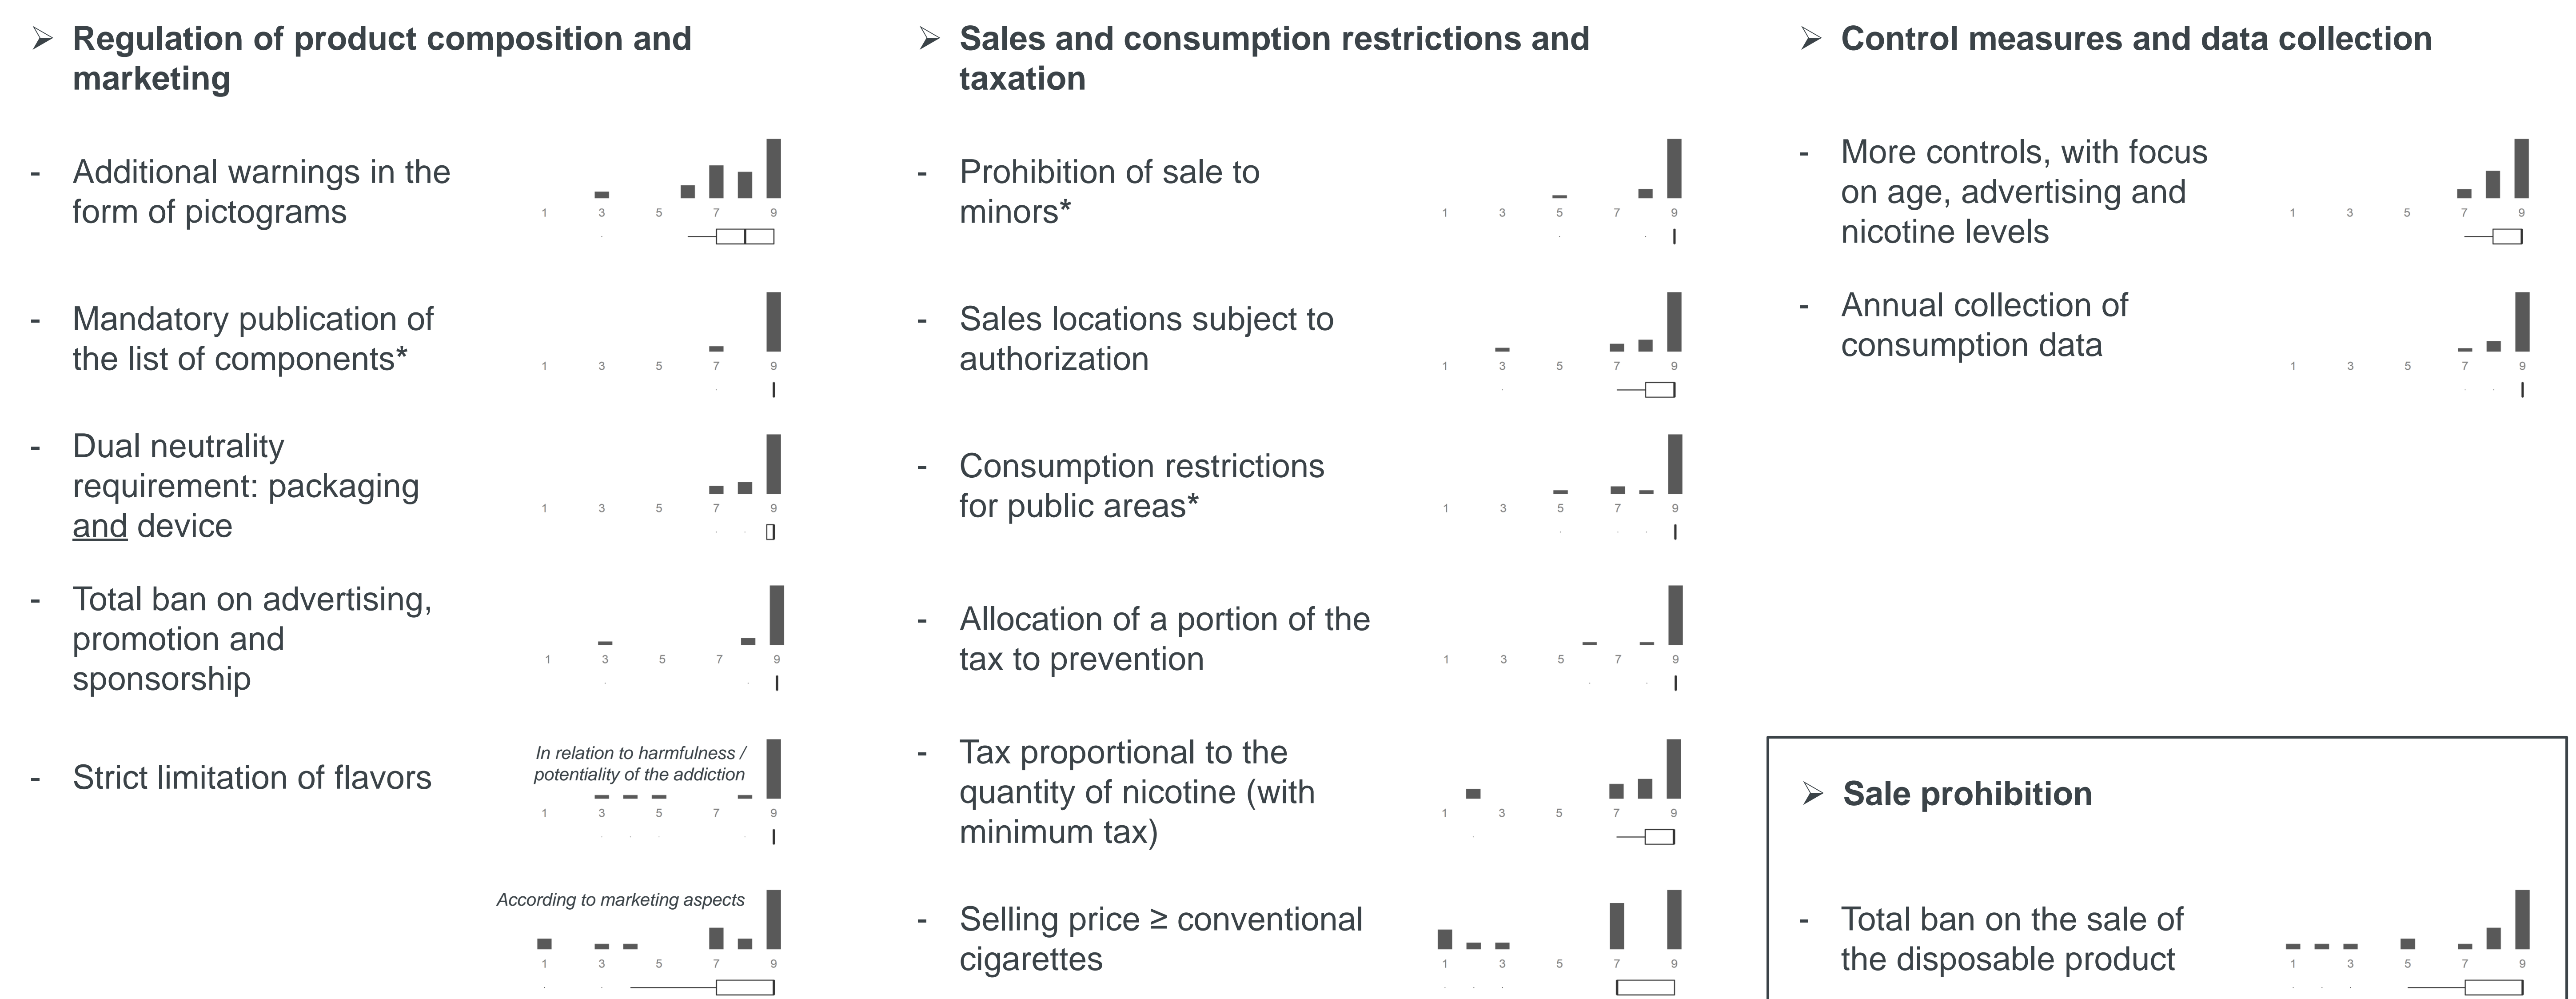 ➢ Regulation of product composition and
marketing
- Additional warnings in the
form of pictograms
1 3 5 7 9
- Mandatory publication of
the list of components*
1 3 5 7 9
- Dual neutrality
requirement: packaging
and device
1 3 5 7 9
- Total ban on advertising,
promotion and
sponsorship
1 3 5 7 9
- Strict limitation of flavors
In relation to harmfulness /
potentiality of the addiction
1 3 5 7 9
According to marketing aspects
1 3 5 7 9
➢ Sales and consumption restrictions and
taxation
- Prohibition of sale to
minors*
1 3 5 7 9
- Sales locations subject to
authorization
1 3 5 7 9
- Consumption restrictions
for public areas*
1 3 5 7 9
- Allocation of a portion of the
tax to prevention
1 3 5 7 9
- Tax proportional to the
quantity of nicotine (with
minimum tax)
1 3 5 7 9
- Selling price ≥ conventional
cigarettes
1 3 5 7 9
➢ Control measures and data collection
- More controls, with focus
on age, advertising and
nicotine levels
1 3 5 7 9
- Annual collection of
consumption data
1 3 5 7 9
➢ Sale prohibition
- Total ban on the sale of
the disposable product
1 3 5 7 9